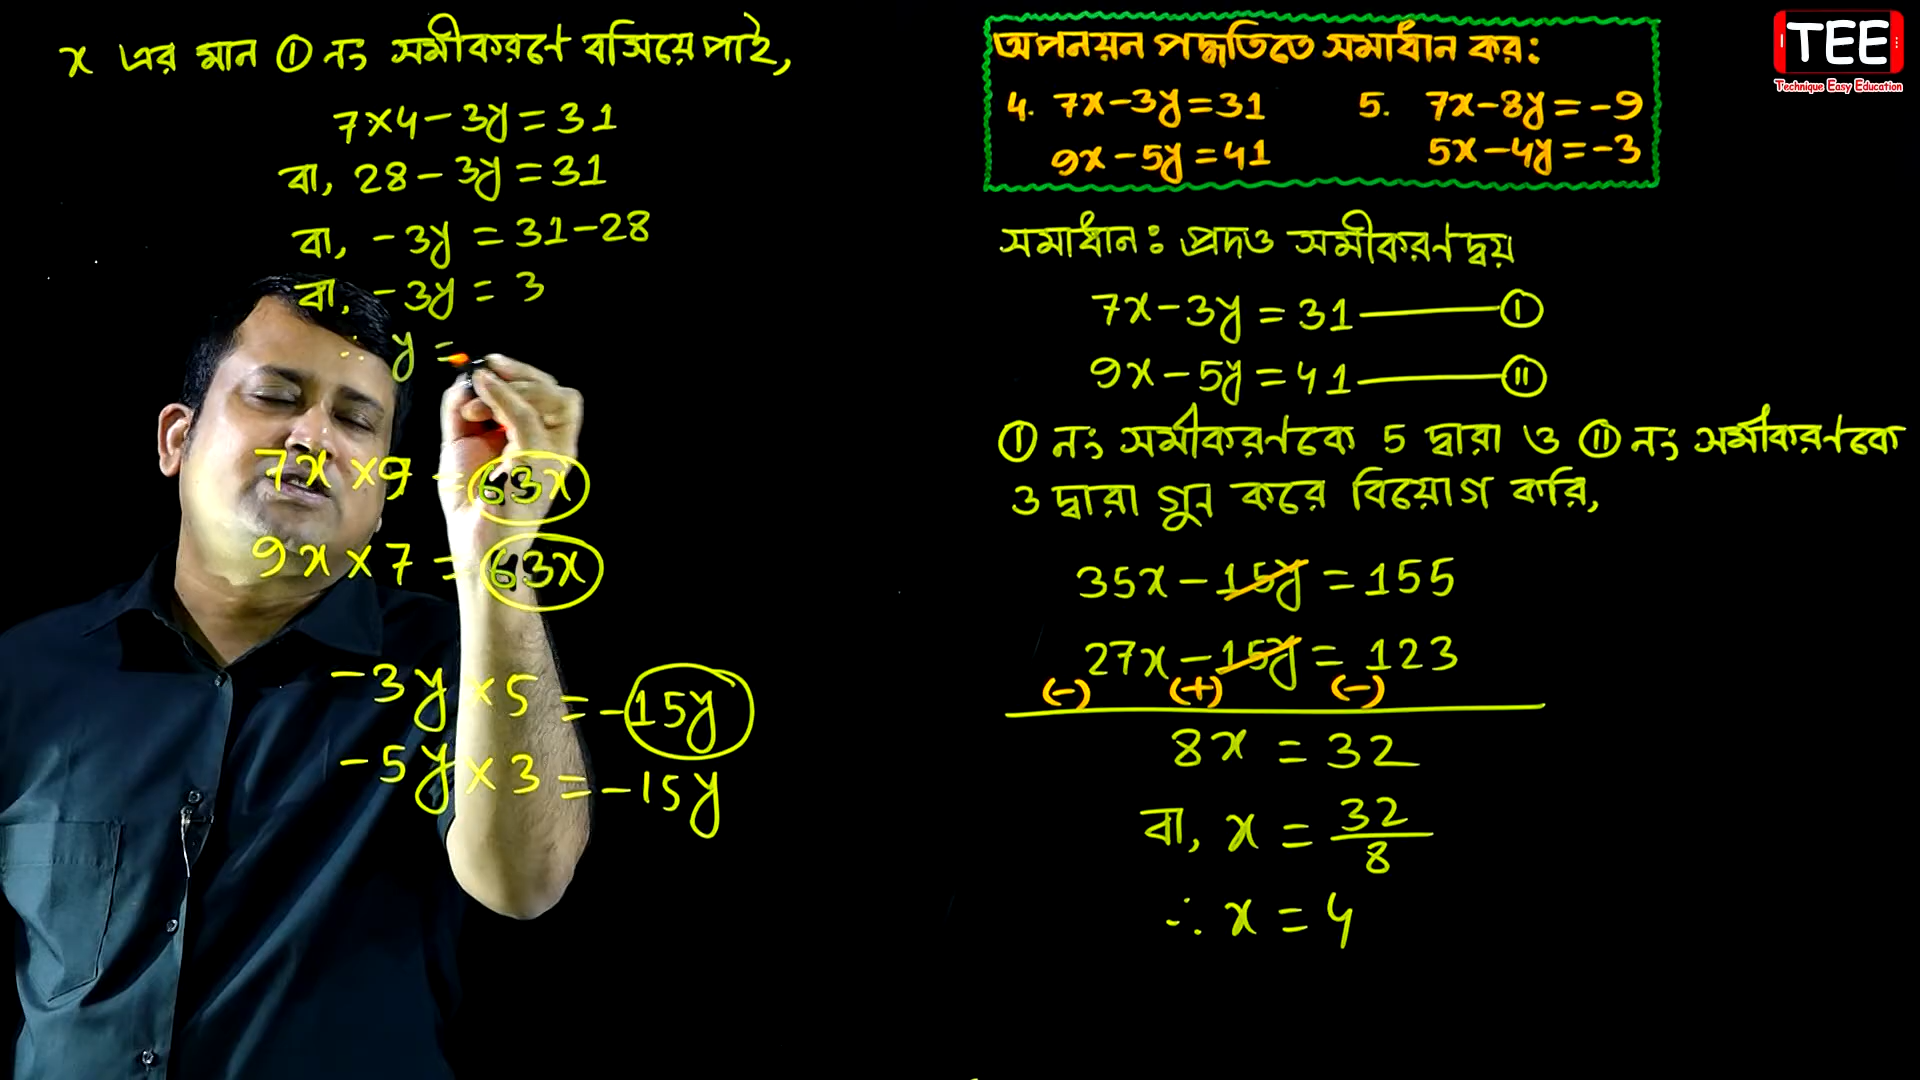 x এর মান ① নং সমীকরণে বসিয়ে পাই,
7×4-3y=31
বা, 28-3y=31
বা, -3y=31-28
বা, -3y=3
∴ y=
7x×9=63x
9x×7=63x
-3y×5=-15y
-5y×3=-15y
TEE
Technique Easy Education
অপনয়ন পদ্ধতিতে সমাধান কর:
4. 7x-3y=31 5. 7x-8y=-9
9x-5y=41 5x-4y=-3
সমাধান: প্রদত্ত সমীকরণদ্বয়
7x-3y=31 — Ⓘ
9x-5y=41 — ⒾⒾ
Ⓘ নং সমীকরণকে 5 দ্বারা ও ⒾⒾ নং সমীকরণকে
3 দ্বারা গুন করে বিয়োগ করি,
35x-15y=155
27x-15y=123
(-) (+) (-)
8x=32
বা, x=32/8
∴ x=4